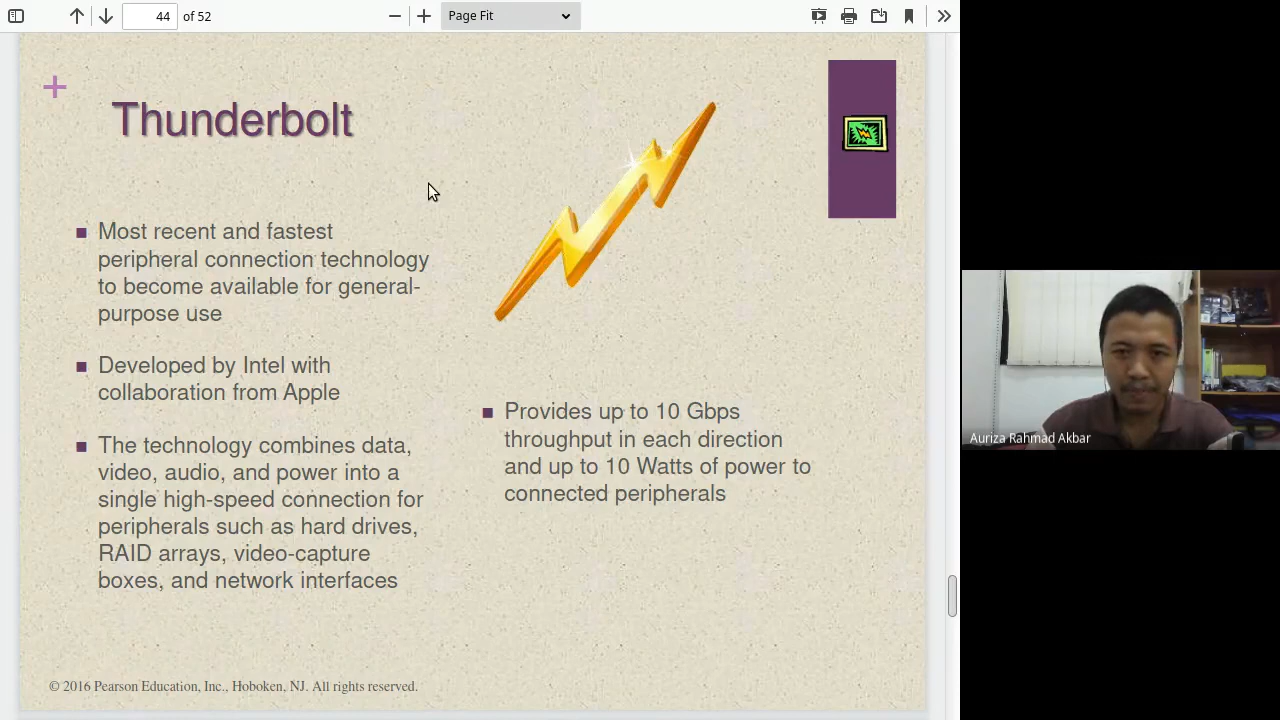 44 of 52
Page Fit
Thunderbolt
Most recent and fastest
peripheral connection technology
to become available for general-
purpose use
Developed by Intel with
collaboration from Apple
The technology combines data,
video, audio, and power into a
single high-speed connection for
peripherals such as hard drives,
RAID arrays, video-capture
boxes, and network interfaces
Provides up to 10 Gbps
throughput in each direction
and up to 10 Watts of power to
connected peripherals
© 2016 Pearson Education, Inc., Hoboken, NJ. All rights reserved.
Auriza Rahmad Akbar